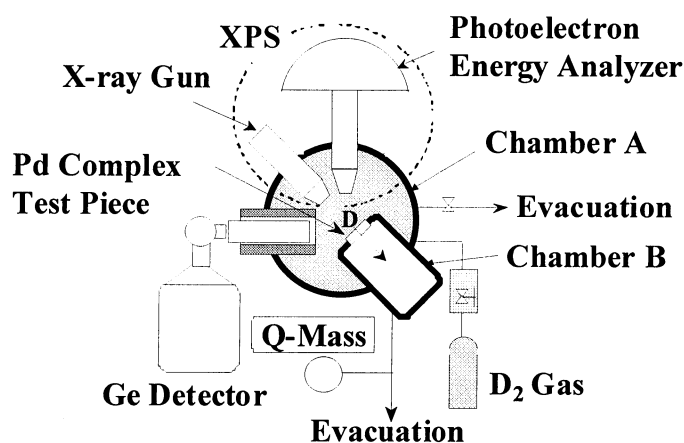 XPS
Photoelectron
Energy Analyzer
X-ray Gun
Chamber A
Pd Complex
Test Piece
D
Evacuation
Chamber B
Q-Mass
Ge Detector
D2 Gas
Evacuation